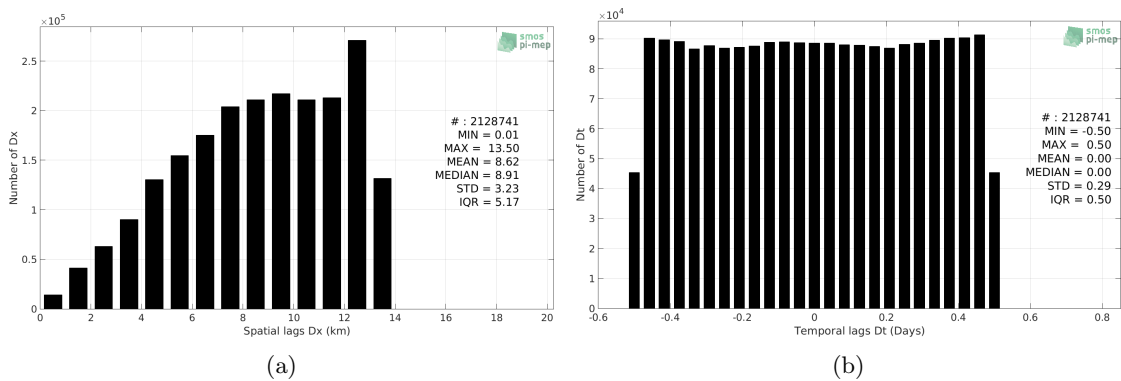 ×10^5
smos
pi-mep
2.5
2
1.5
1
0.5
0
Number of Dx
# : 2128741
MIN = 0.01
MAX = 13.50
MEAN = 8.62
MEDIAN = 8.91
STD = 3.23
IQR = 5.17
0 2 4 6 8 10 12 14 16 18 20
Spatial lags Dx (km)
(a)
×10^4
smos
pi-mep
9
8
7
6
5
4
3
2
1
0
Number of Dt
# : 2128741
MIN = -0.50
MAX = 0.50
MEAN = 0.00
MEDIAN = 0.00
STD = 0.29
IQR = 0.50
-0.6 -0.4 -0.2 0 0.2 0.4 0.6 0.8
Temporal lags Dt (Days)
(b)